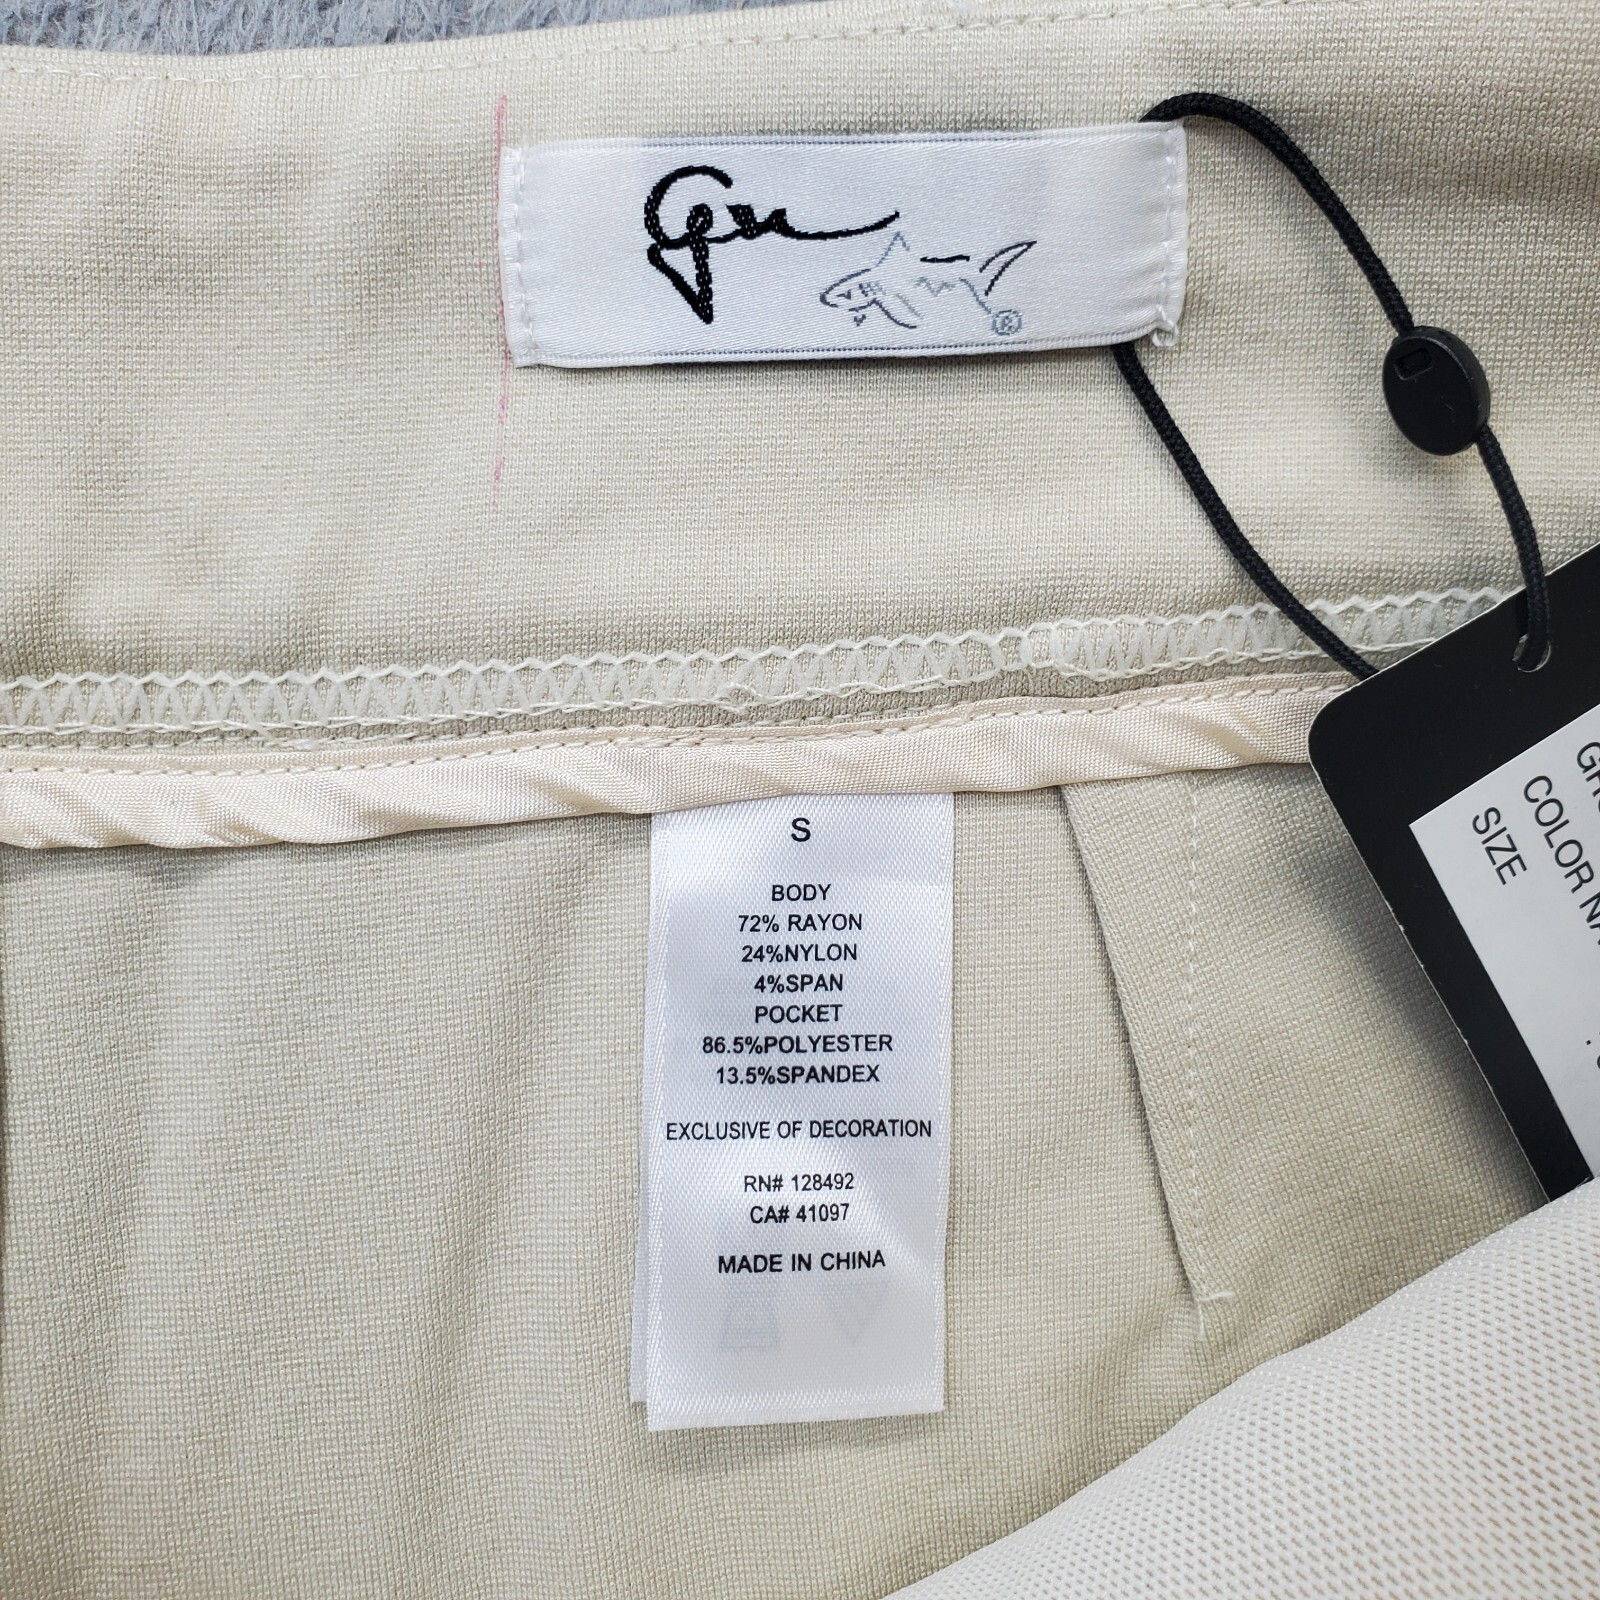 ®
S
BODY
72% RAYON
24%NYLON
4%SPAN
POCKET
86.5%POLYESTER
13.5%SPANDEX
EXCLUSIVE OF DECORATION
RN# 128492
CA# 41097
MADE IN CHINA
COLOR
SIZE